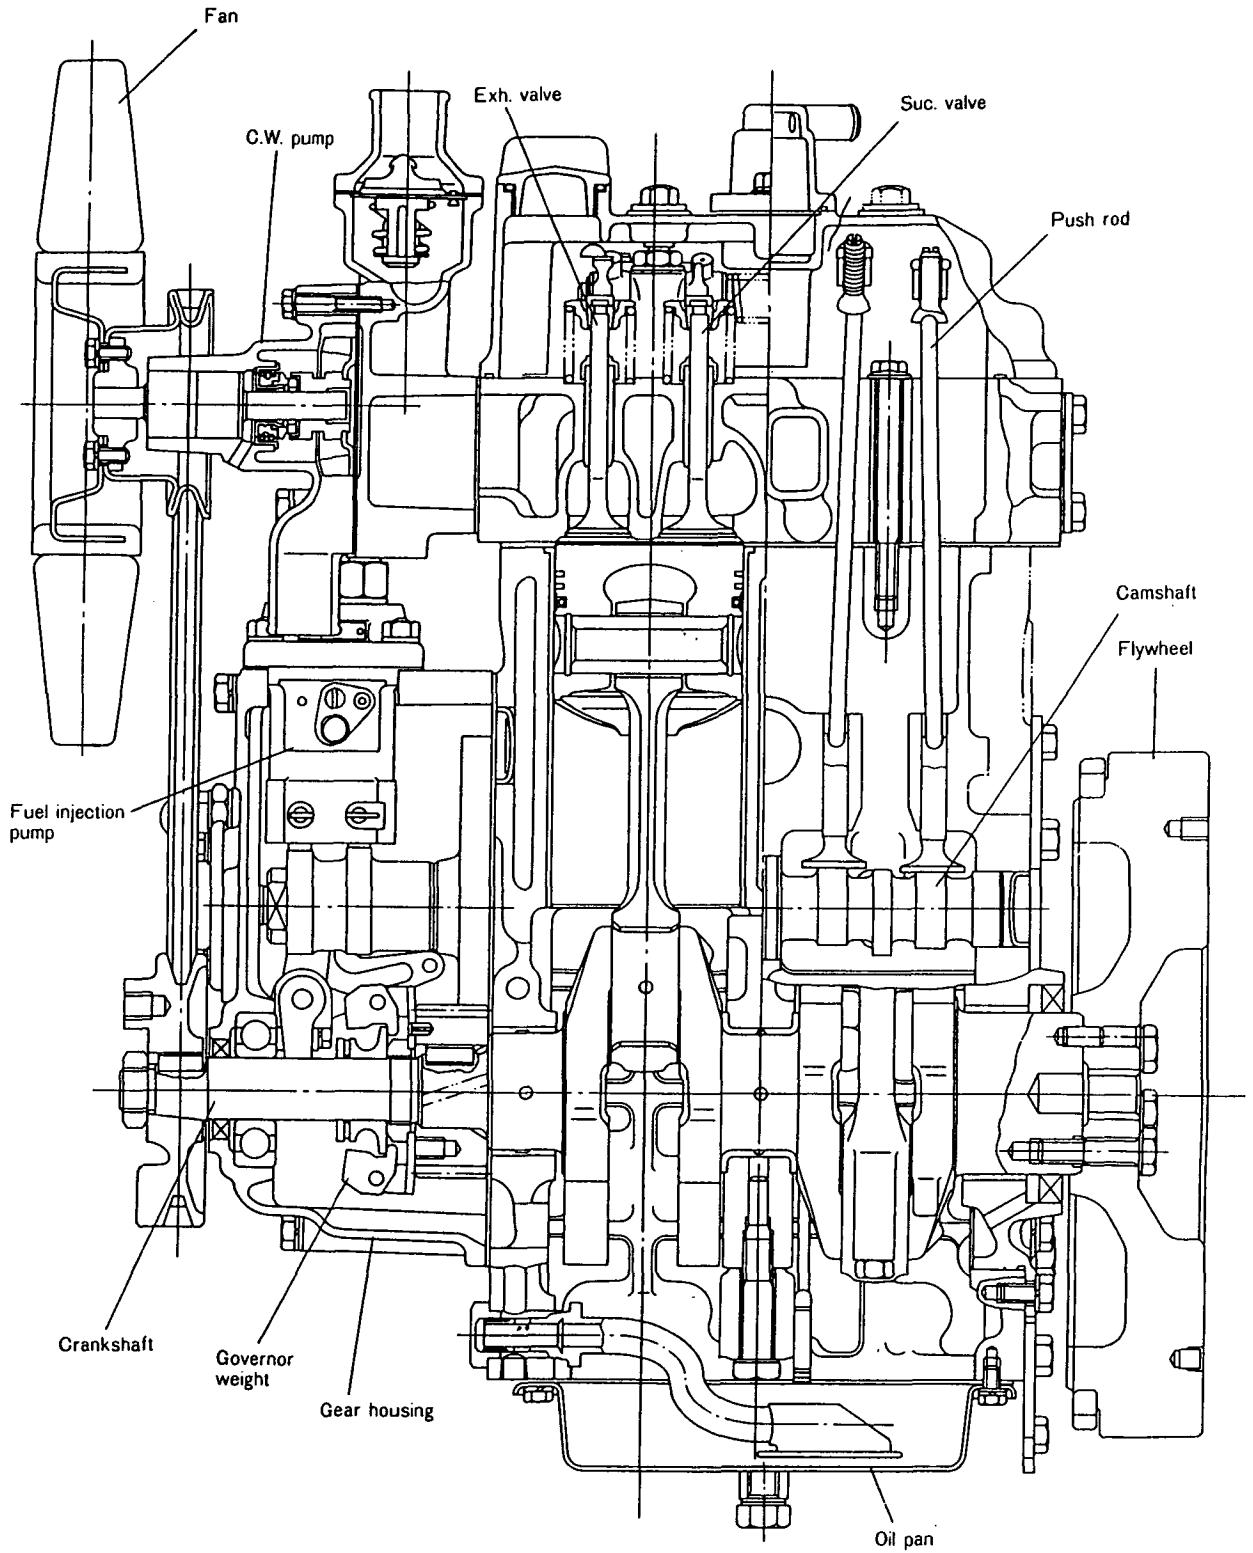 Fan
Exh. valve
Suc. valve
C.W. pump
Push rod
Camshaft
Flywheel
Fuel injection
pump
Crankshaft
Governor
weight
Gear housing
Oil pan